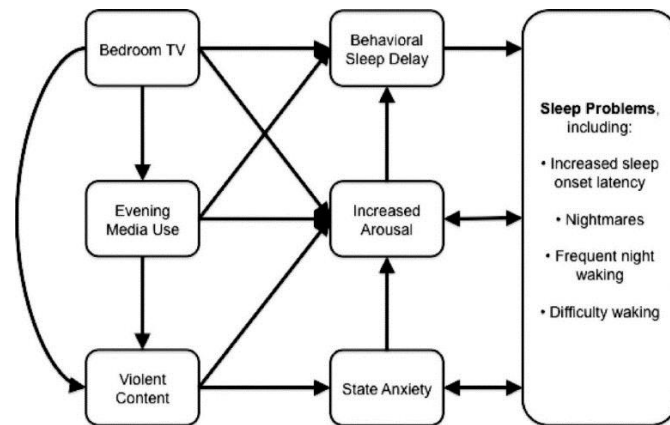 Bedroom TV
Behavioral
Sleep Delay
Evening
Media Use
Increased
Arousal
Violent
Content
State Anxiety
Sleep Problems,
including:
• Increased sleep
onset latency
• Nightmares
• Frequent night
waking
• Difficulty waking